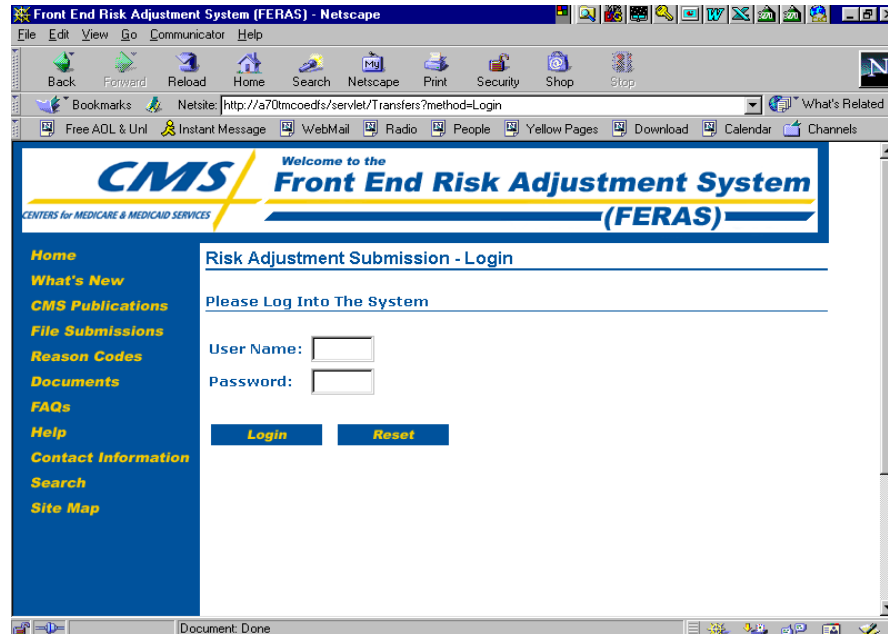 Front End Risk Adjustment System (FERAS) - Netscape
File Edit View Go Communicator Help
Back Forward Reload Home Search Netscape Print Security Shop Stop
Bookmarks Netsite: http://a70tmcoedfs/servlet/Transfers?method=Login What's Related
Free AOL & Unl Instant Message WebMail Radio People Yellow Pages Download Calendar Channels
CMS
CENTERS for MEDICARE & MEDICAID SERVICES
Welcome to the
Front End Risk Adjustment System
(FERAS)
Home
What's New
CMS Publications
File Submissions
Reason Codes
Documents
FAQs
Help
Contact Information
Search
Site Map
Risk Adjustment Submission - Login
Please Log Into The System
User Name:
Password:
Login Reset
Document: Done